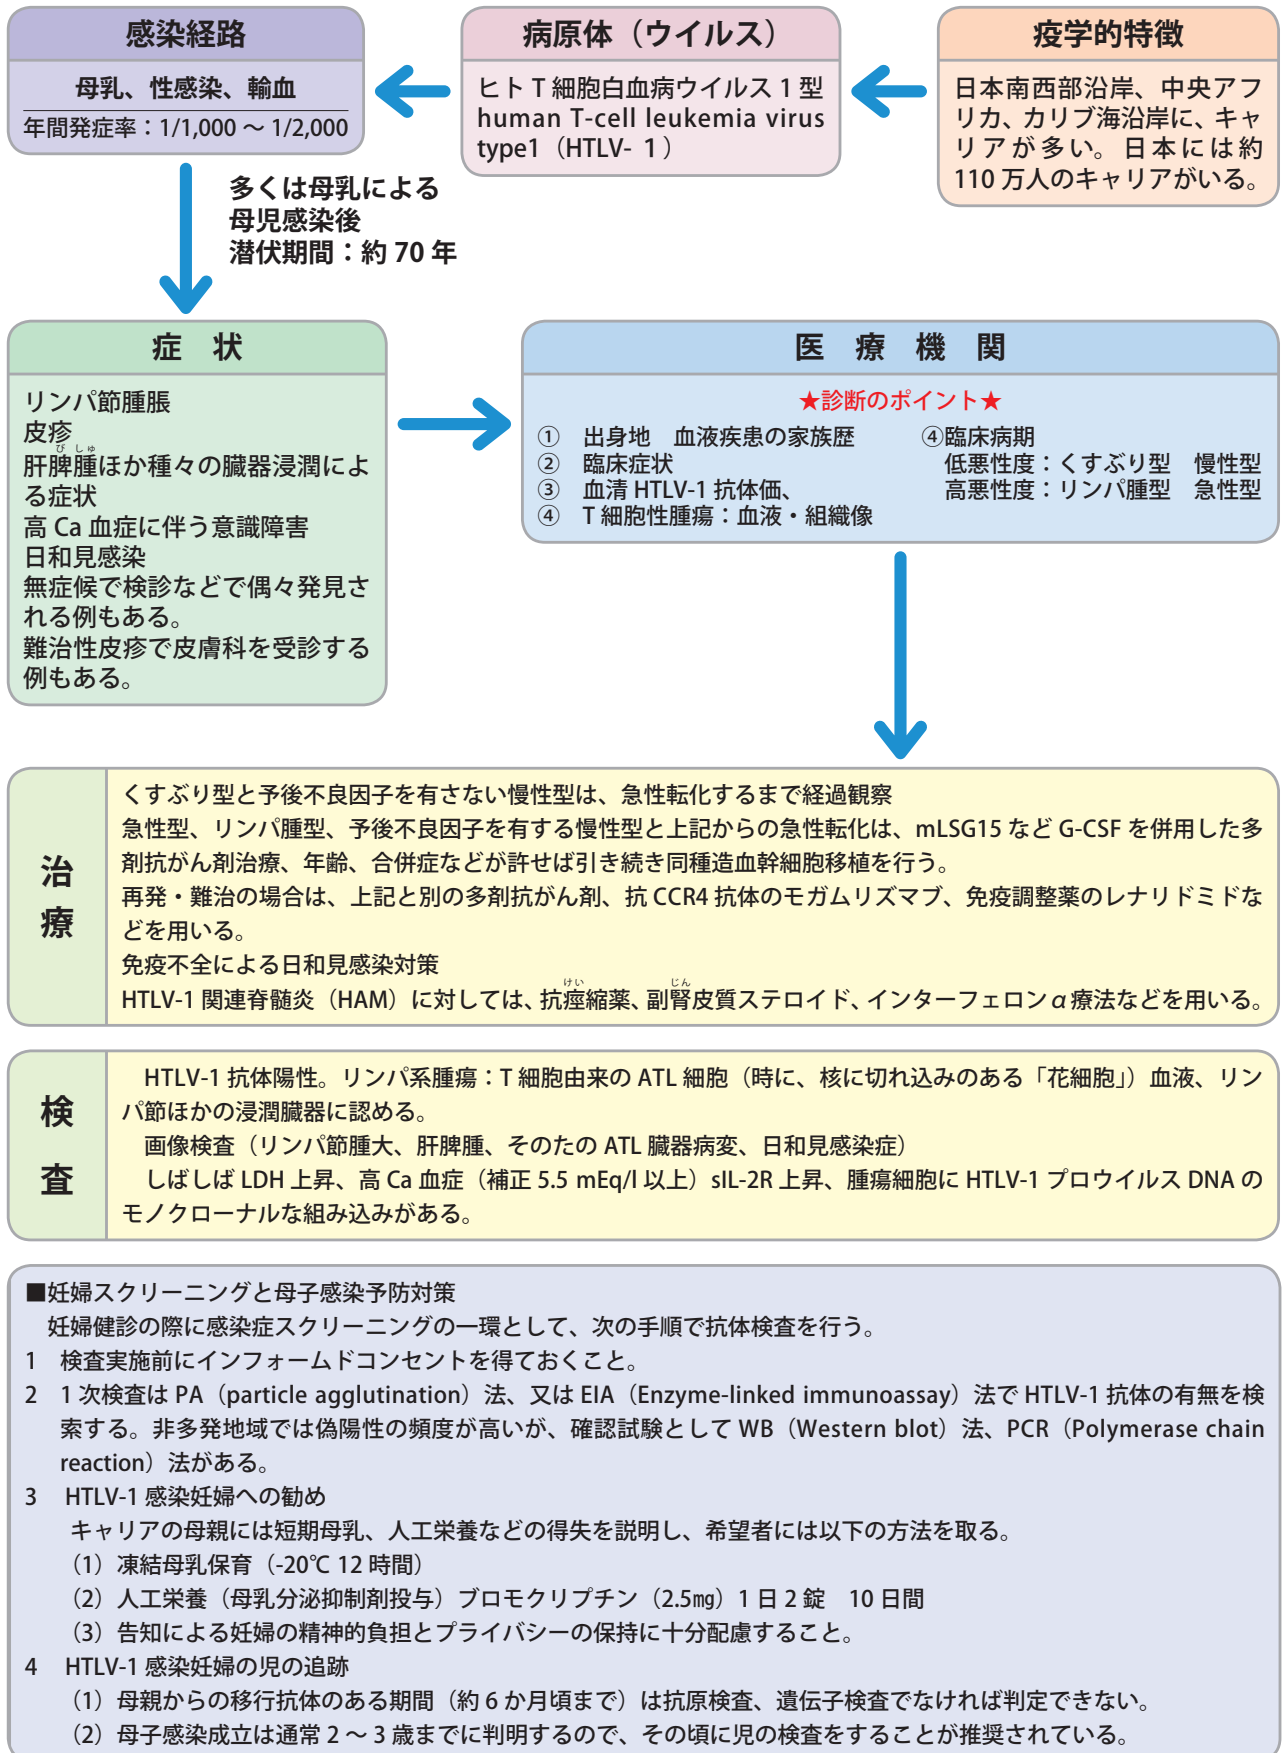 感染経路
母乳、性感染、輸血
年間発症率：1/1,000 ～ 1/2,000
病原体（ウイルス）
ヒト T 細胞白血病ウイルス 1 型
human T-cell leukemia virus
type1（HTLV- 1 ）
疫学的特徴
日本南西部沿岸、中央アフ
リカ、カリブ海沿岸に、キャ
リアが多い。日本には約
110 万人のキャリアがいる。
多くは母乳による
母児感染後
潜伏期間：約 70 年
症　状
リンパ節腫脹
皮疹
びしゅ
肝脾腫ほか種々の臓器浸潤によ
る症状
高 Ca 血症に伴う意識障害
日和見感染
無症候で検診などで偶々発見さ
れる例もある。
難治性皮疹で皮膚科を受診する
例もある。
医　療　機　関
★診断のポイント★
①　出身地　血液疾患の家族歴
②　臨床症状
③　血清 HTLV-1 抗体価、
④　T 細胞性腫瘍：血液・組織像
④臨床病期
低悪性度：くすぶり型　慢性型
高悪性度：リンパ腫型　急性型
治療
くすぶり型と予後不良因子を有さない慢性型は、急性転化するまで経過観察
急性型、リンパ腫型、予後不良因子を有する慢性型と上記からの急性転化は、mLSG15 など G-CSF を併用した多
剤抗がん剤治療、年齢、合併症などが許せば引き続き同種造血幹細胞移植を行う。
再発・難治の場合は、上記と別の多剤抗がん剤、抗 CCR4 抗体のモガムリズマブ、免疫調整薬のレナリドミドな
どを用いる。
免疫不全による日和見感染対策
けい　じん
HTLV-1 関連脊髄炎（HAM）に対しては、抗痙縮薬、副腎皮質ステロイド、インターフェロンα療法などを用いる。
検査
HTLV-1 抗体陽性。リンパ系腫瘍：T 細胞由来の ATL 細胞（時に、核に切れ込みのある「花細胞」）血液、リン
パ節ほかの浸潤臓器に認める。
画像検査（リンパ節腫大、肝脾腫、そのたの ATL 臓器病変、日和見感染症）
しばしば LDH 上昇、高 Ca 血症（補正 5.5 mEq/l 以上）sIL-2R 上昇、腫瘍細胞に HTLV-1 プロウイルス DNA の
モノクローナルな組み込みがある。
■妊婦スクリーニングと母子感染予防対策
妊婦健診の際に感染症スクリーニングの一環として、次の手順で抗体検査を行う。
1　検査実施前にインフォームドコンセントを得ておくこと。
2　1 次検査は PA（particle agglutination）法、又は EIA（Enzyme-linked immunoassay）法で HTLV-1 抗体の有無を検
索する。非多発地域では偽陽性の頻度が高いが、確認試験として WB（Western blot）法、PCR（Polymerase chain
reaction）法がある。
3　HTLV-1 感染妊婦への勧め
キャリアの母親には短期母乳、人工栄養などの得失を説明し、希望者には以下の方法を取る。
（1）凍結母乳保育（-20℃ 12 時間）
（2）人工栄養（母乳分泌抑制剤投与）ブロモクリプチン（2.5㎎）1 日 2 錠　10 日間
（3）告知による妊婦の精神的負担とプライバシーの保持に十分配慮すること。
4　HTLV-1 感染妊婦の児の追跡
（1）母親からの移行抗体のある期間（約 6 か月頃まで）は抗原検査、遺伝子検査でなければ判定できない。
（2）母子感染成立は通常 2 ～ 3 歳までに判明するので、その頃に児の検査をすることが推奨されている。